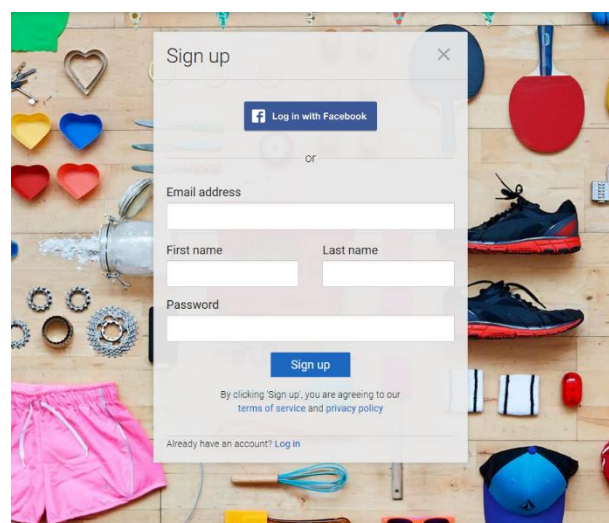 Sign up
Log in with Facebook
or
Email address
First name Last name
Password
Sign up
By clicking 'Sign up', you are agreeing to our
terms of service and privacy policy
Already have an account? Log in